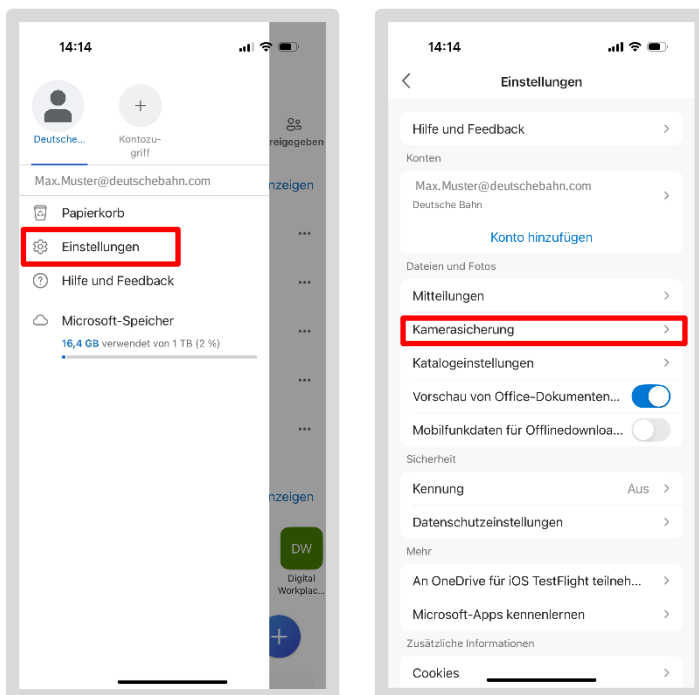 14:14
Deutsche...
Kontozu-
griff
reigegeben
Max.Muster@deutschebahn.com
nzeigen
Papierkorb
Einstellungen
Hilfe und Feedback
Microsoft-Speicher
16,4 GB verwendet von 1 TB (2 %)
nzeigen
DW
Digital
Workplac...
14:14
Einstellungen
Hilfe und Feedback
Konten
Max.Muster@deutschebahn.com
Deutsche Bahn
Konto hinzufügen
Dateien und Fotos
Mitteilungen
Kamerasicherung
Katalogeinstellungen
Vorschau von Office-Dokumenten...
Mobilfunkdaten für Offlinedownloa...
Sicherheit
Kennung Aus
Datenschutzeinstellungen
Mehr
An OneDrive für iOS TestFlight teilneh...
Microsoft-Apps kennenlernen
Zusätzliche Informationen
Cookies